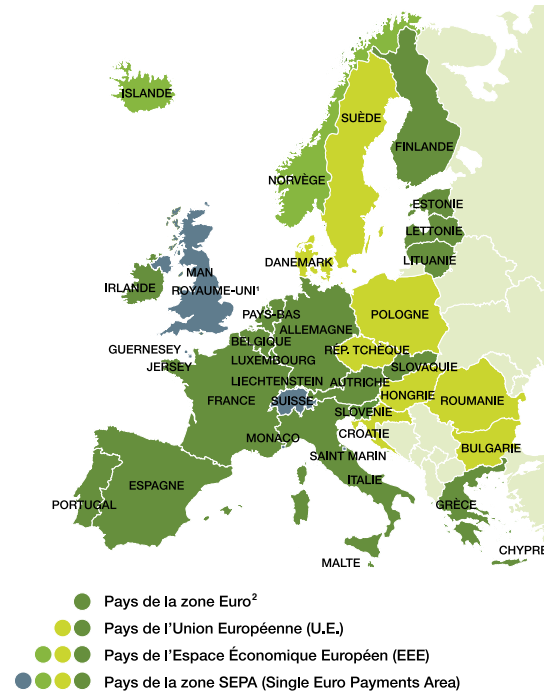 ISLANDE
SUÈDE
FINLANDE
NORVÈGE
ESTONIE
LETTONIE
DANEMARK
LITUANIE
MAN
IRLANDE
ROYAUME-UNI¹
PAYS-BAS
POLOGNE
ALLEMAGNE
BELGIQUE
GUERNESEY
RÉP. TCHÈQUE
LUXEMBOURG
JERSEY
SLOVAQUIE
LIECHTENSTEIN
AUTRICHE
HONGRIE
FRANCE
SUISSE
ROUMANIE
SLOVÉNIE
MONACO
CROATIE
BULGARIE
SAINT MARIN
ITALIE
ESPAGNE
PORTUGAL
GRÈCE
CHYPRE
MALTE
Pays de la zone Euro²
Pays de l'Union Européenne (U.E.)
Pays de l'Espace Économique Européen (EEE)
Pays de la zone SEPA (Single Euro Payments Area)